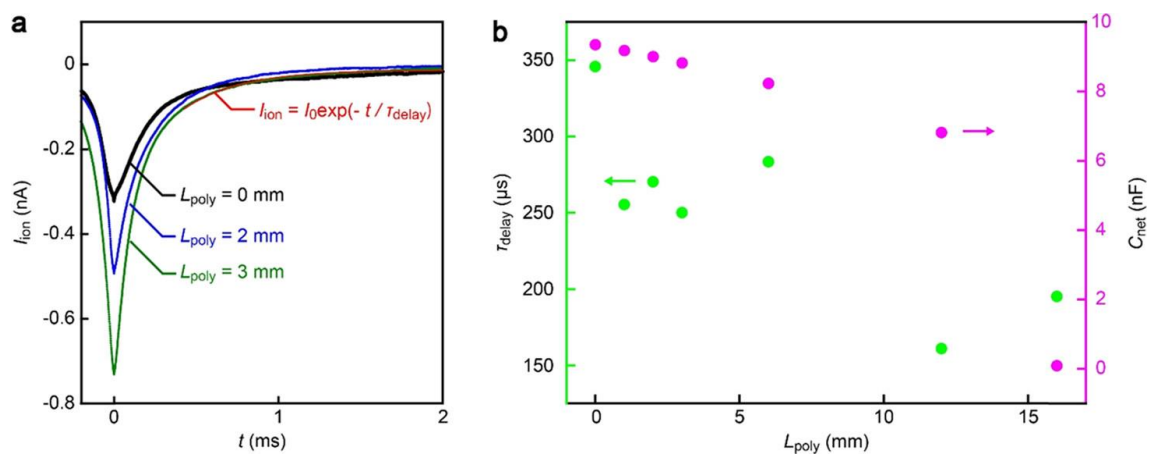 a
0
-0.2
-0.4
-0.6
-0.8
I_ion (nA)
0
1
2
t (ms)
I_ion = I_0exp(- t / τ_delay)
L_poly = 0 mm
L_poly = 2 mm
L_poly = 3 mm
b
350
300
250
200
150
τ_delay (μs)
0
5
10
15
L_poly (mm)
10
8
6
4
2
0
C_net (nF)